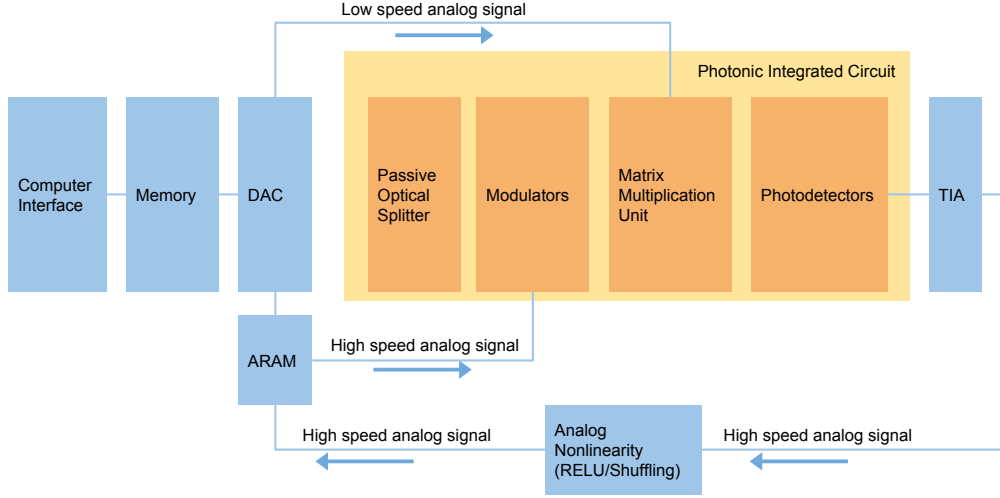 Low speed analog signal
Photonic Integrated Circuit
Computer
Interface
Memory
DAC
Passive
Optical
Splitter
Modulators
Matrix
Multiplication
Unit
Photodetectors
TIA
ARAM
High speed analog signal
High speed analog signal
Analog
Nonlinearity
(RELU/Shuffling)
High speed analog signal